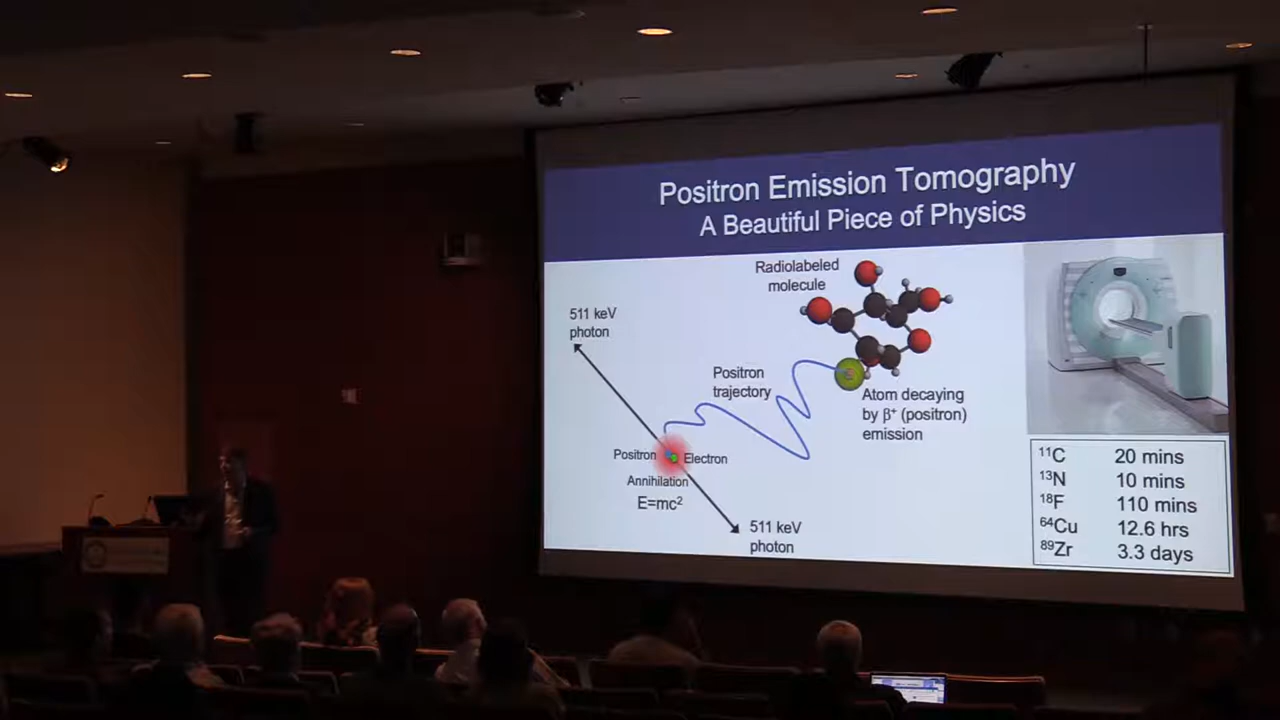 Positron Emission Tomography
A Beautiful Piece of Physics
Radiolabeled
molecule
511 keV
photon
Positron
trajectory
Atom decaying
by β⁺ (positron)
emission
Positron
Electron
Annihilation
E=mc²
511 keV
photon
¹¹C 20 mins
¹³N 10 mins
¹⁸F 110 mins
⁶⁴Cu 12.6 hrs
⁸⁹Zr 3.3 days